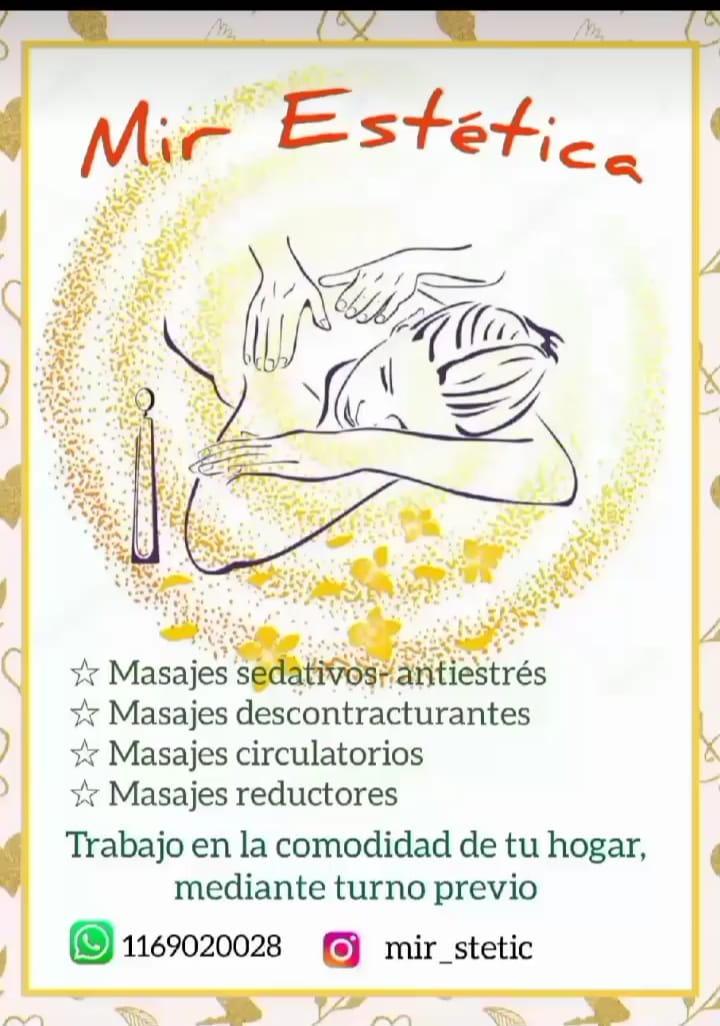 Mir Estética
☆ Masajes sedativos- antiestrés
☆ Masajes descontracturantes
☆ Masajes circulatorios
☆ Masajes reductores
Trabajo en la comodidad de tu hogar,
mediante turno previo
1169020028 mir_stetic